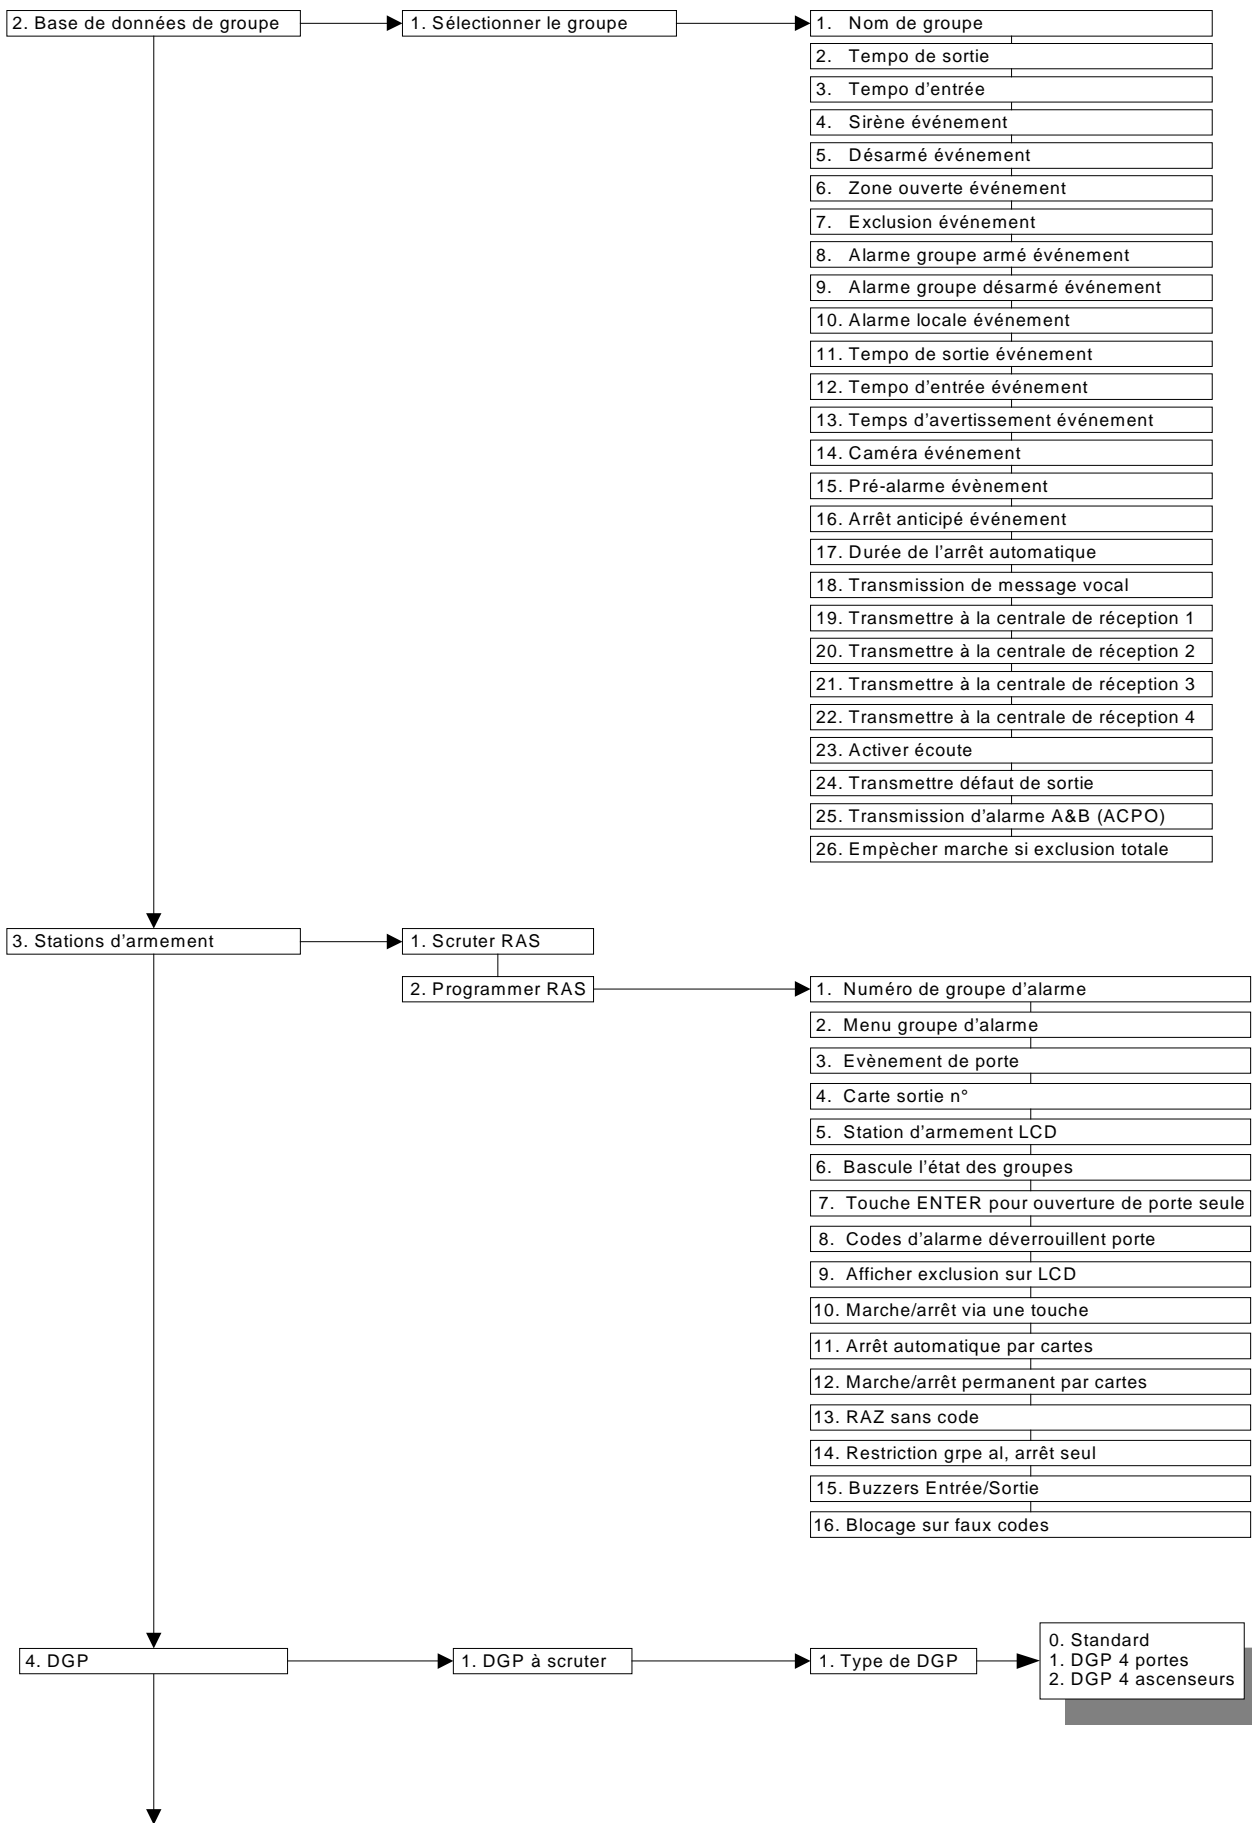 2. Base de données de groupe
1. Sélectionner le groupe
1. Nom de groupe
2. Tempo de sortie
3. Tempo d'entrée
4. Sirène événement
5. Désarmé événement
6. Zone ouverte événement
7. Exclusion événement
8. Alarme groupe armé événement
9. Alarme groupe désarmé événement
10. Alarme locale événement
11. Tempo de sortie événement
12. Tempo d'entrée événement
13. Temps d'avertissement événement
14. Caméra événement
15. Pré-alarme évènement
16. Arrêt anticipé événement
17. Durée de l'arrêt automatique
18. Transmission de message vocal
19. Transmettre à la centrale de réception 1
20. Transmettre à la centrale de réception 2
21. Transmettre à la centrale de réception 3
22. Transmettre à la centrale de réception 4
23. Activer écoute
24. Transmettre défaut de sortie
25. Transmission d'alarme A&B (ACPO)
26. Empècher marche si exclusion totale
3. Stations d'armement
1. Scruter RAS
2. Programmer RAS
1. Numéro de groupe d'alarme
2. Menu groupe d'alarme
3. Evènement de porte
4. Carte sortie n°
5. Station d'armement LCD
6. Bascule l'état des groupes
7. Touche ENTER pour ouverture de porte seule
8. Codes d'alarme déverrouillent porte
9. Afficher exclusion sur LCD
10. Marche/arrêt via une touche
11. Arrêt automatique par cartes
12. Marche/arrêt permanent par cartes
13. RAZ sans code
14. Restriction grpe al, arrêt seul
15. Buzzers Entrée/Sortie
16. Blocage sur faux codes
4. DGP
1. DGP à scruter
1. Type de DGP
0. Standard
1. DGP 4 portes
2. DGP 4 ascenseurs